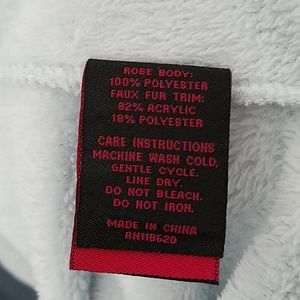 ROBE BODY:
100% POLYESTER
FAUX FUR TRIM:
82% ACRYLIC
18% POLYESTER
CARE INSTRUCTIONS
MACHINE WASH COLD.
GENTLE CYCLE.
LINE DRY.
DO NOT BLEACH.
DO NOT IRON.
MADE IN CHINA
RN118620